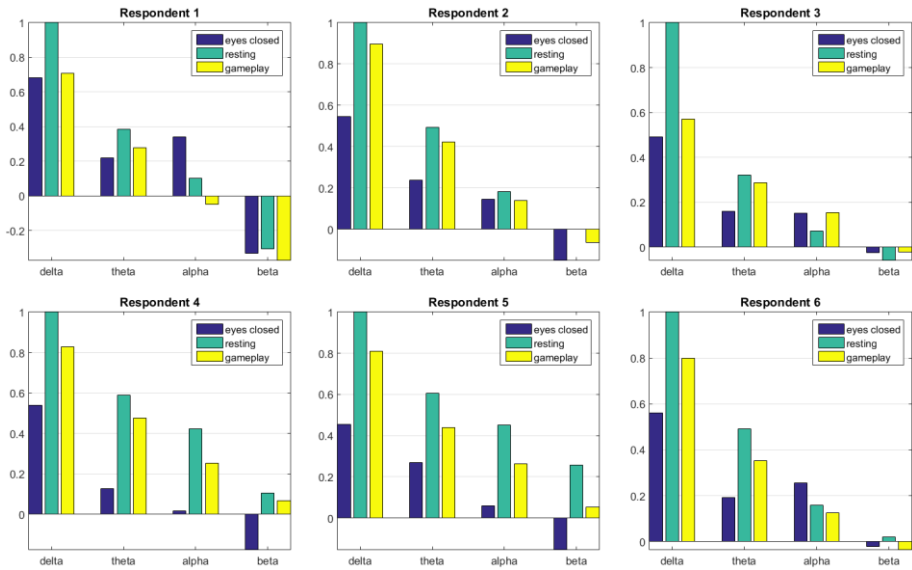 Respondent 1
1
0.8
0.6
0.4
0.2
0
-0.2
eyes closed
resting
gameplay
delta theta alpha beta
Respondent 2
1
0.8
0.6
0.4
0.2
0
eyes closed
resting
gameplay
delta theta alpha beta
Respondent 3
1
0.8
0.6
0.4
0.2
0
eyes closed
resting
gameplay
delta theta alpha beta
Respondent 4
1
0.8
0.6
0.4
0.2
0
eyes closed
resting
gameplay
delta theta alpha beta
Respondent 5
1
0.8
0.6
0.4
0.2
0
eyes closed
resting
gameplay
delta theta alpha beta
Respondent 6
1
0.8
0.6
0.4
0.2
0
eyes closed
resting
gameplay
delta theta alpha beta